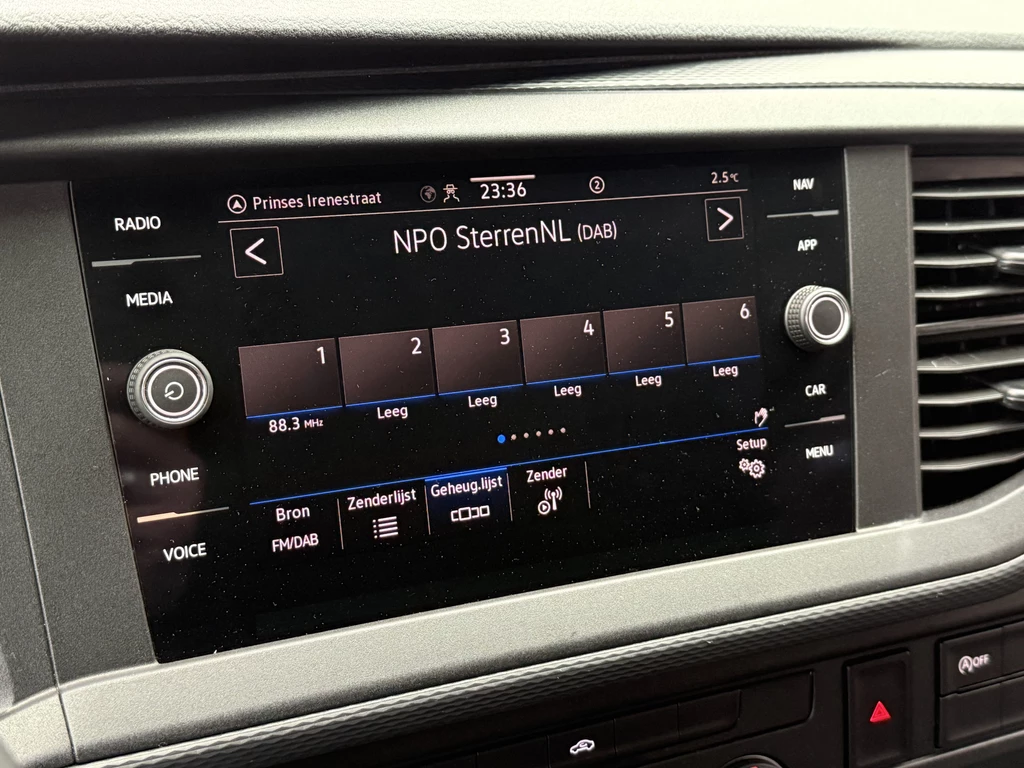 Prinses Irenestraat
23:36
2
2.5°C
NPO SterrenNL (DAB)
RADIO
MEDIA
PHONE
VOICE
NAV
APP
CAR
MENU
1
2
3
4
5
6
88.3 MHz
Leeg
Leeg
Leeg
Leeg
Leeg
Bron
FM/DAB
Zenderlijst
Geheug.lijst
Zender
Setup
A OFF